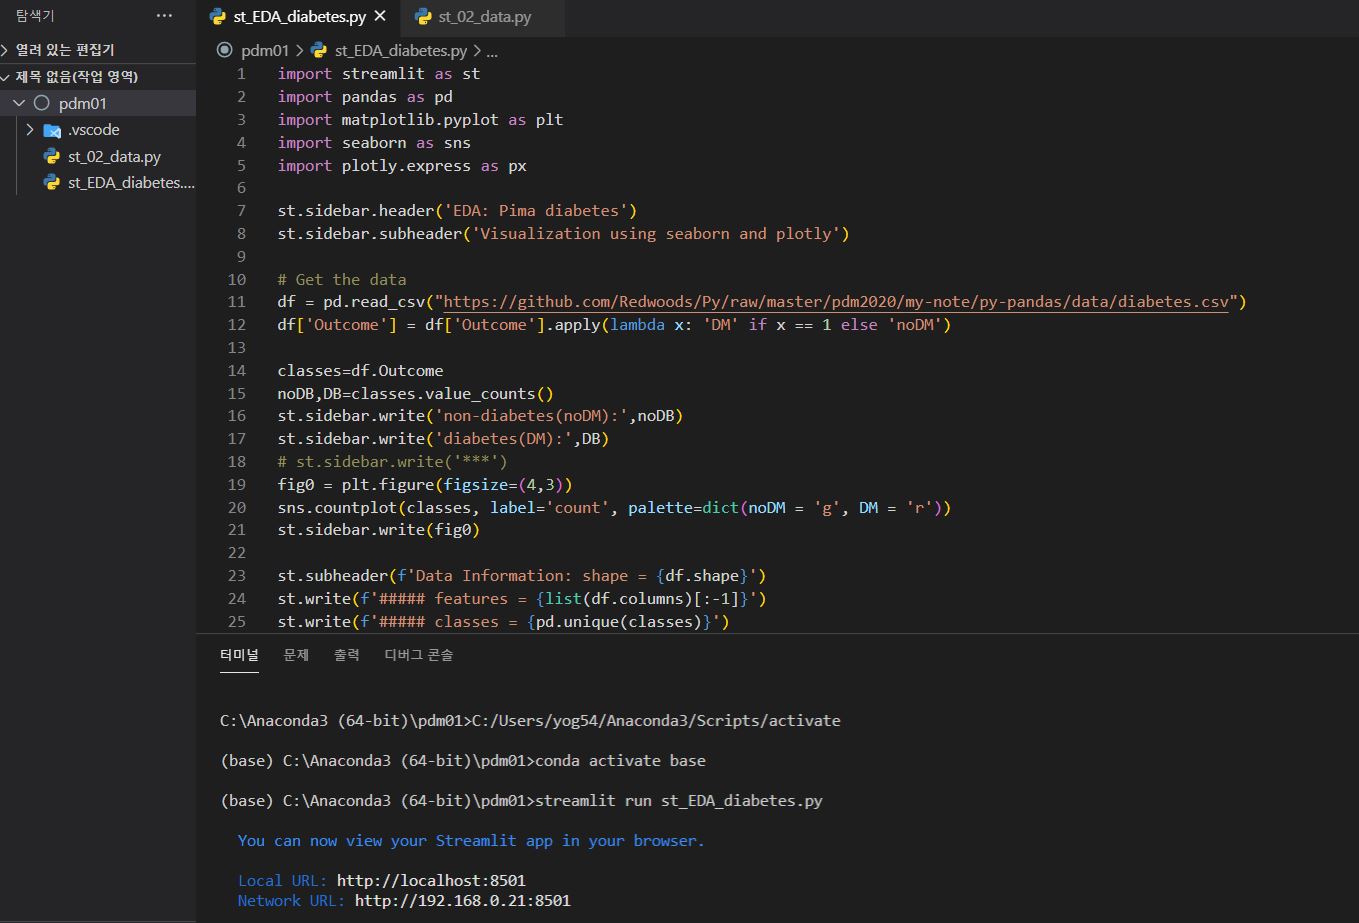 탐색기 ···
열려 있는 편집기
제목 없음(작업 영역)
pdm01
.vscode
st_02_data.py
st_EDA_diabetes....
st_EDA_diabetes.py × st_02_data.py
pdm01 > st_EDA_diabetes.py > ...
1 import streamlit as st
2 import pandas as pd
3 import matplotlib.pyplot as plt
4 import seaborn as sns
5 import plotly.express as px
6
7 st.sidebar.header('EDA: Pima diabetes')
8 st.sidebar.subheader('Visualization using seaborn and plotly')
9
10 # Get the data
11 df = pd.read_csv("https://github.com/Redwoods/Py/raw/master/pdm2020/my-note/py-pandas/data/diabetes.csv")
12 df['Outcome'] = df['Outcome'].apply(lambda x: 'DM' if x == 1 else 'noDM')
13
14 classes=df.Outcome
15 noDB,DB=classes.value_counts()
16 st.sidebar.write('non-diabetes(noDM):',noDB)
17 st.sidebar.write('diabetes(DM):',DB)
18 # st.sidebar.write('***')
19 fig0 = plt.figure(figsize=(4,3))
20 sns.countplot(classes, label='count', palette=dict(noDM = 'g', DM = 'r'))
21 st.sidebar.write(fig0)
22
23 st.subheader(f'Data Information: shape = {df.shape}')
24 st.write(f'##### features = {list(df.columns)[:-1]}')
25 st.write(f'##### classes = {pd.unique(classes)}')
터미널 문제 출력 디버그 콘솔
C:\Anaconda3 (64-bit)\pdm01>C:/Users/yog54/Anaconda3/Scripts/activate
(base) C:\Anaconda3 (64-bit)\pdm01>conda activate base
(base) C:\Anaconda3 (64-bit)\pdm01>streamlit run st_EDA_diabetes.py
You can now view your Streamlit app in your browser.
Local URL: http://localhost:8501
Network URL: http://192.168.0.21:8501